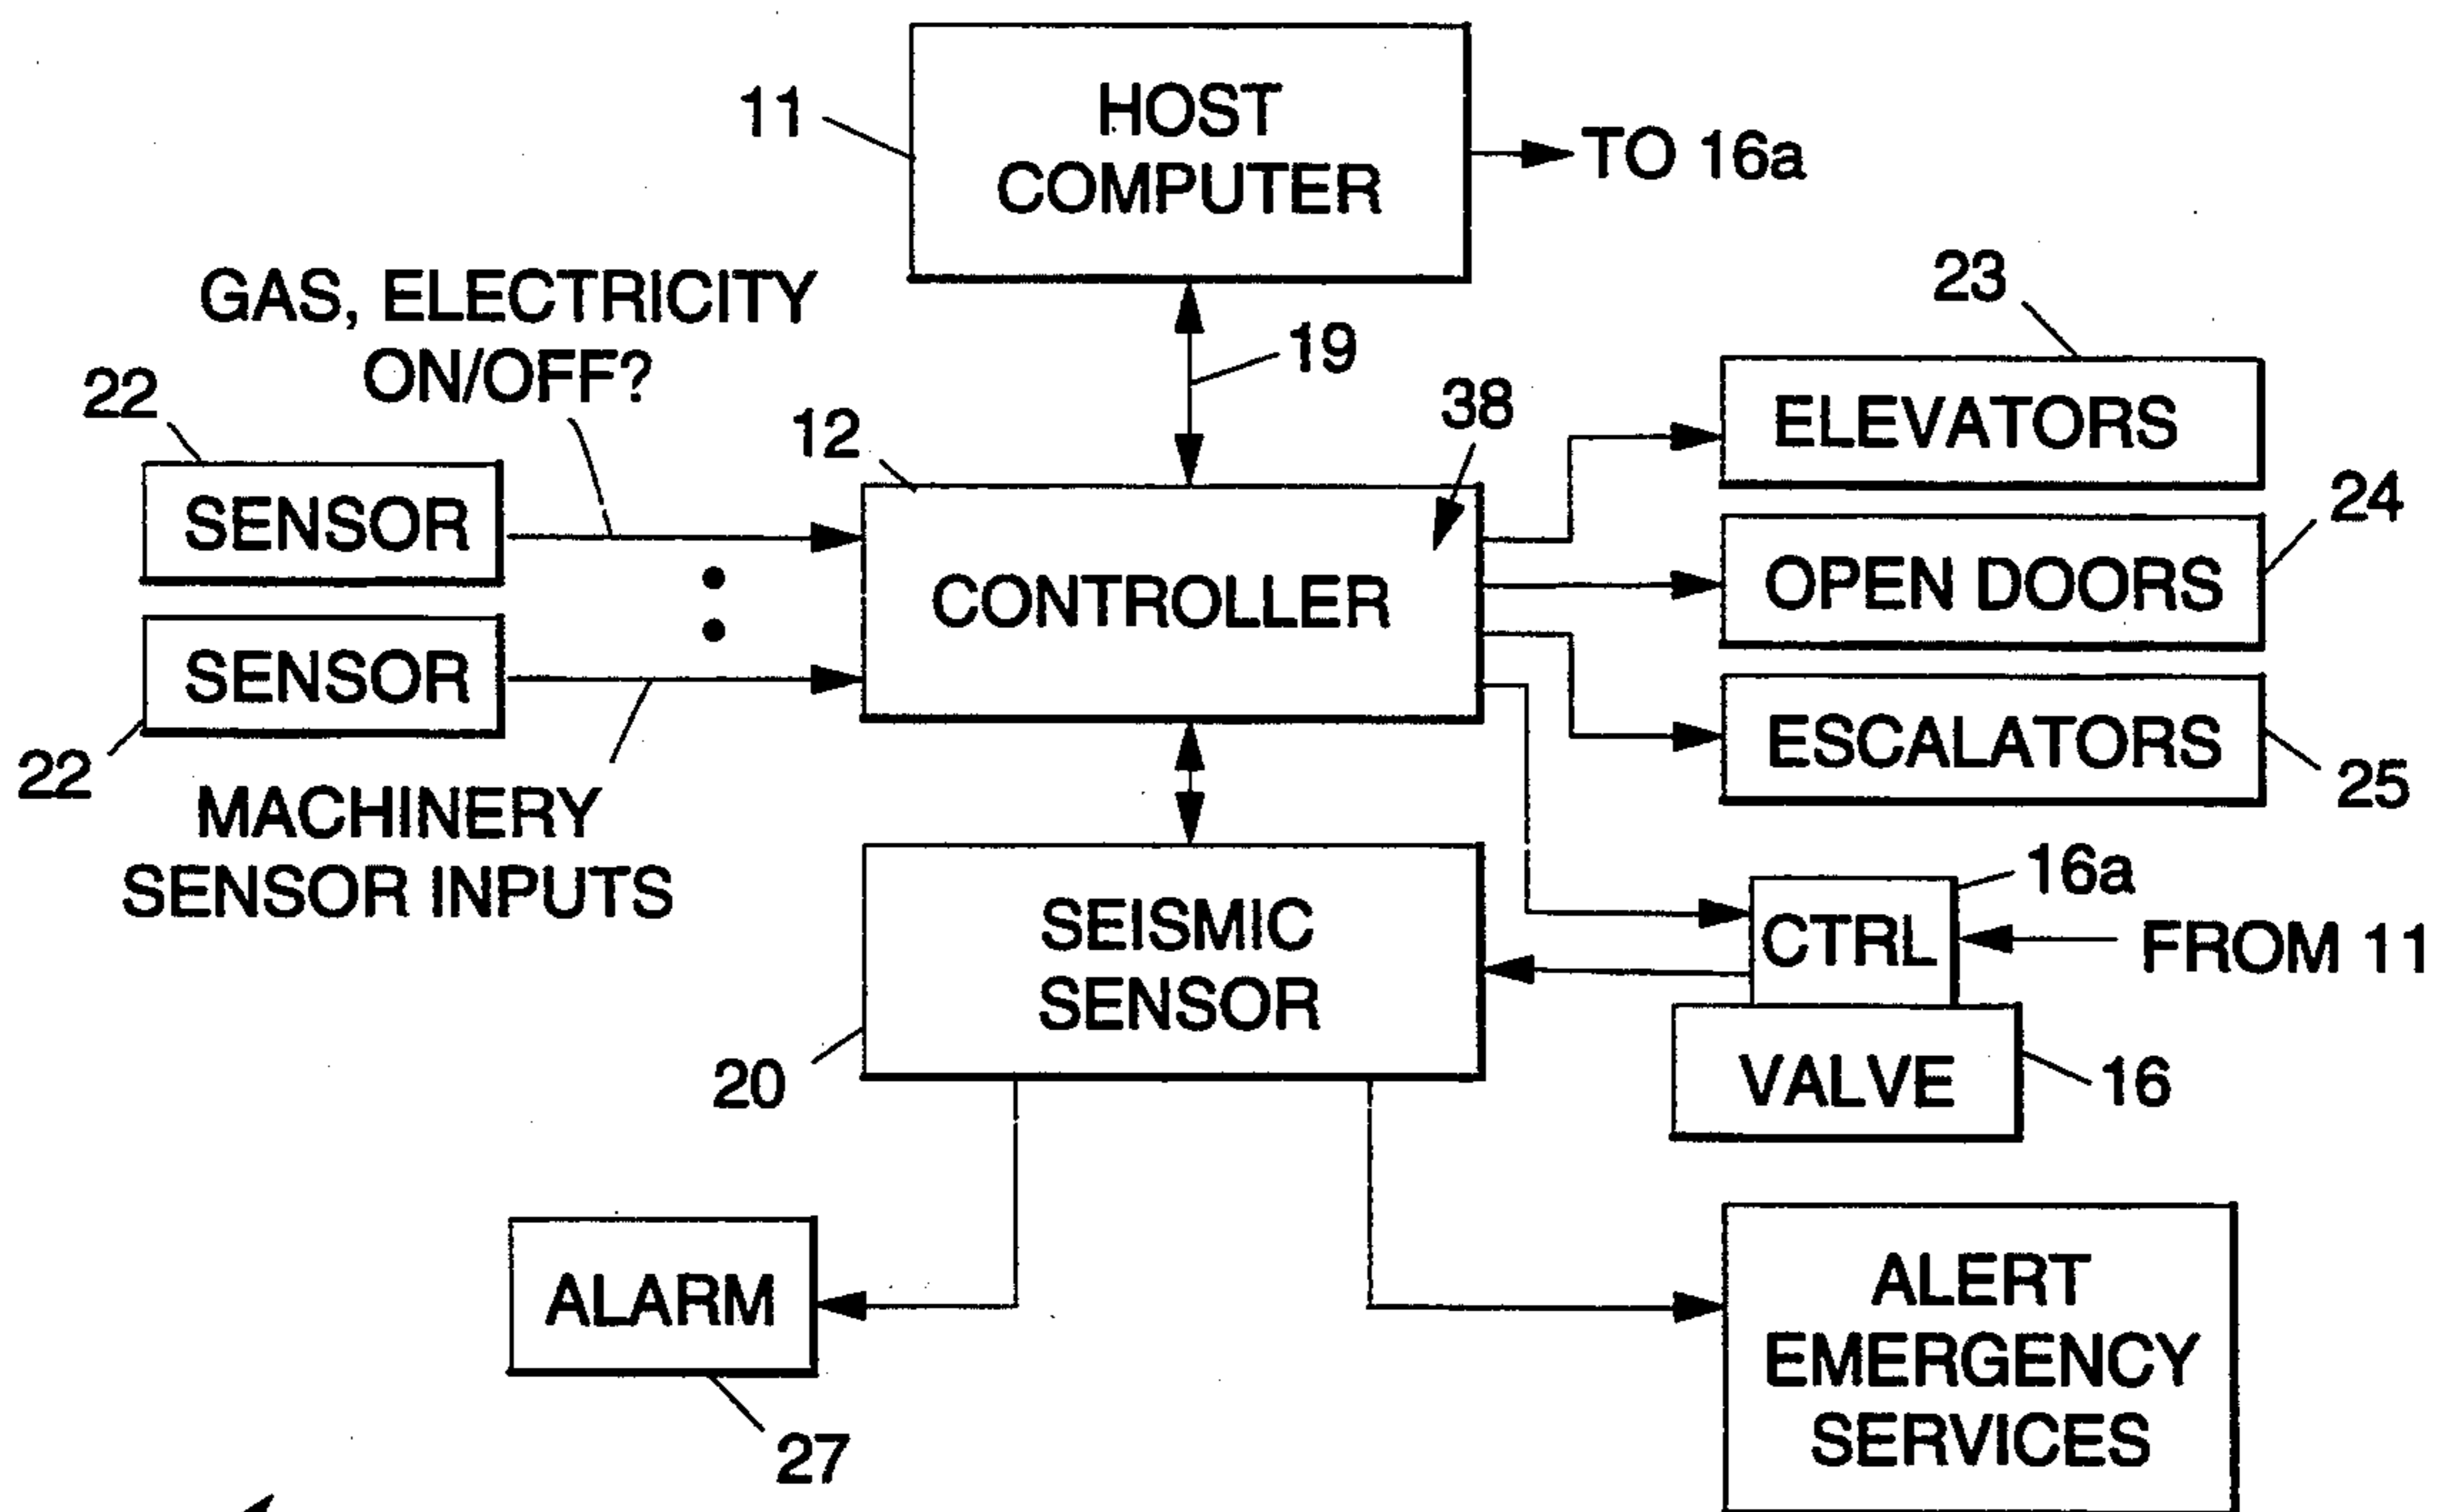 HOST
COMPUTER
11
TO 16a
19
GAS, ELECTRICITY
ON/OFF?
22
SENSOR
12
38
CONTROLLER
SENSOR
22
MACHINERY
SENSOR INPUTS
23
ELEVATORS
24
OPEN DOORS
ESCALATORS
25
SEISMIC
SENSOR
20
16a
CTRL
FROM 11
VALVE
16
ALARM
27
ALERT
EMERGENCY
SERVICES